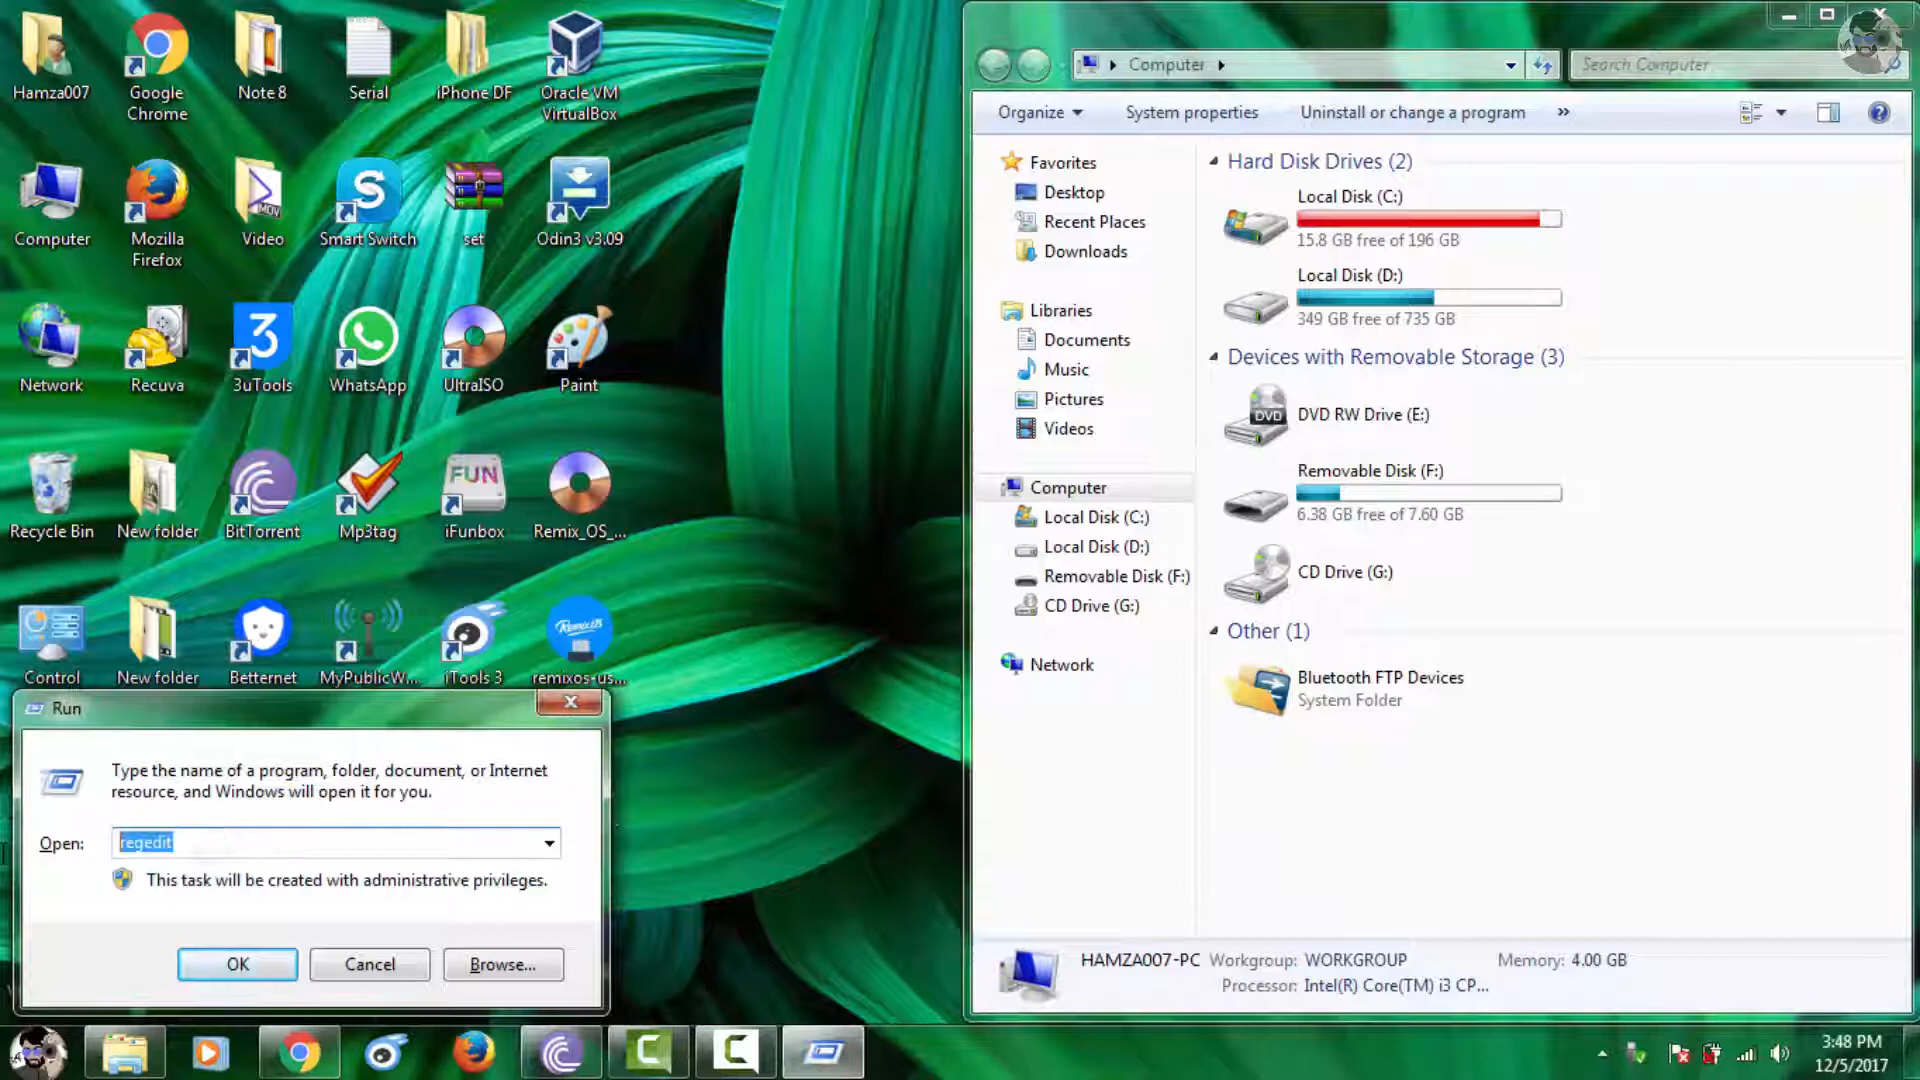 Hamza007
Google
Chrome
Note 8
Serial
iPhone DF
Oracle VM
VirtualBox
Computer
Mozilla
Firefox
MOV
Video
S
Smart Switch
set
Odin3 v3.09
Network
Recuva
3
3uTools
WhatsApp
UltraISO
Paint
Recycle Bin
New folder
BitTorrent
Mp3tag
FUN
iFunbox
Remix_OS_...
Control
New folder
Betternet
MyPublicW...
iTools 3
RemixOS
remixos-us...
Run
Type the name of a program, folder, document, or Internet
resource, and Windows will open it for you.
Open:
regedit
This task will be created with administrative privileges.
OK
Cancel
Browse...
Computer
Search Computer
Organize
System properties
Uninstall or change a program
»
Favorites
Desktop
Recent Places
Downloads
Libraries
Documents
Music
Pictures
Videos
Computer
Local Disk (C:)
Local Disk (D:)
Removable Disk (F:)
CD Drive (G:)
Network
Hard Disk Drives (2)
Local Disk (C:)
15.8 GB free of 196 GB
Local Disk (D:)
349 GB free of 735 GB
Devices with Removable Storage (3)
DVD
DVD RW Drive (E:)
Removable Disk (F:)
6.38 GB free of 7.60 GB
CD Drive (G:)
Other (1)
Bluetooth FTP Devices
System Folder
HAMZA007-PC
Workgroup: WORKGROUP
Memory: 4.00 GB
Processor: Intel(R) Core(TM) i3 CP...
3:48 PM
12/5/2017